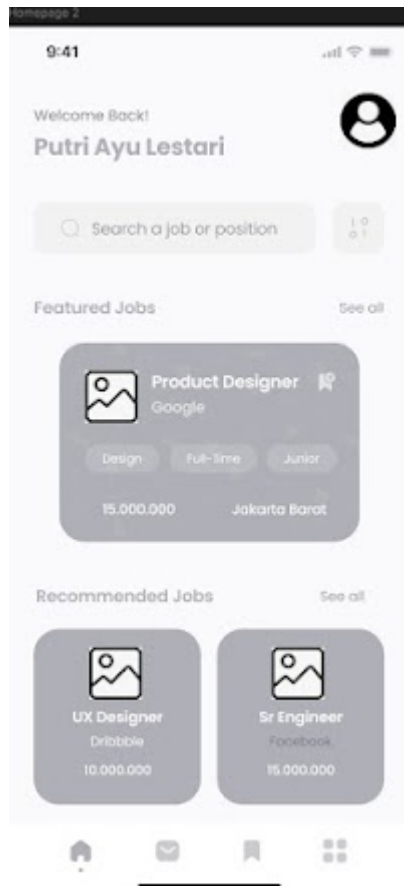 Homepage 2
9:41
Welcome Back!
Putri Ayu Lestari
Search a job or position
Featured Jobs See all
Product Designer
Google
Design Full-Time Junior
15.000.000 Jakarta Barat
Recommended Jobs See all
UX Designer Sr Engineer
Dribbble Facebook
10.000.000 15.000.000